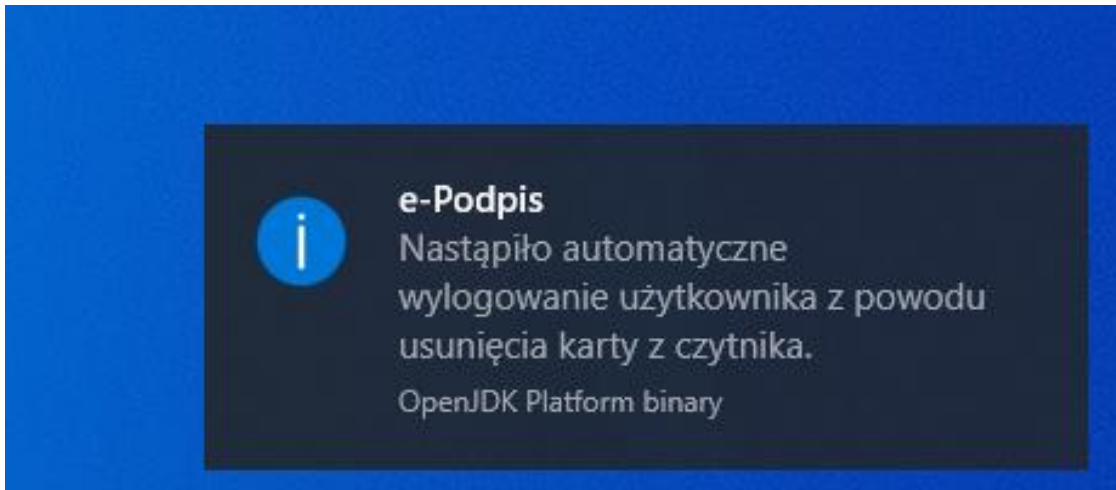 e-Podpis
Nastąpiło automatyczne
wylogowanie użytkownika z powodu
usunięcia karty z czytnika.
OpenJDK Platform binary